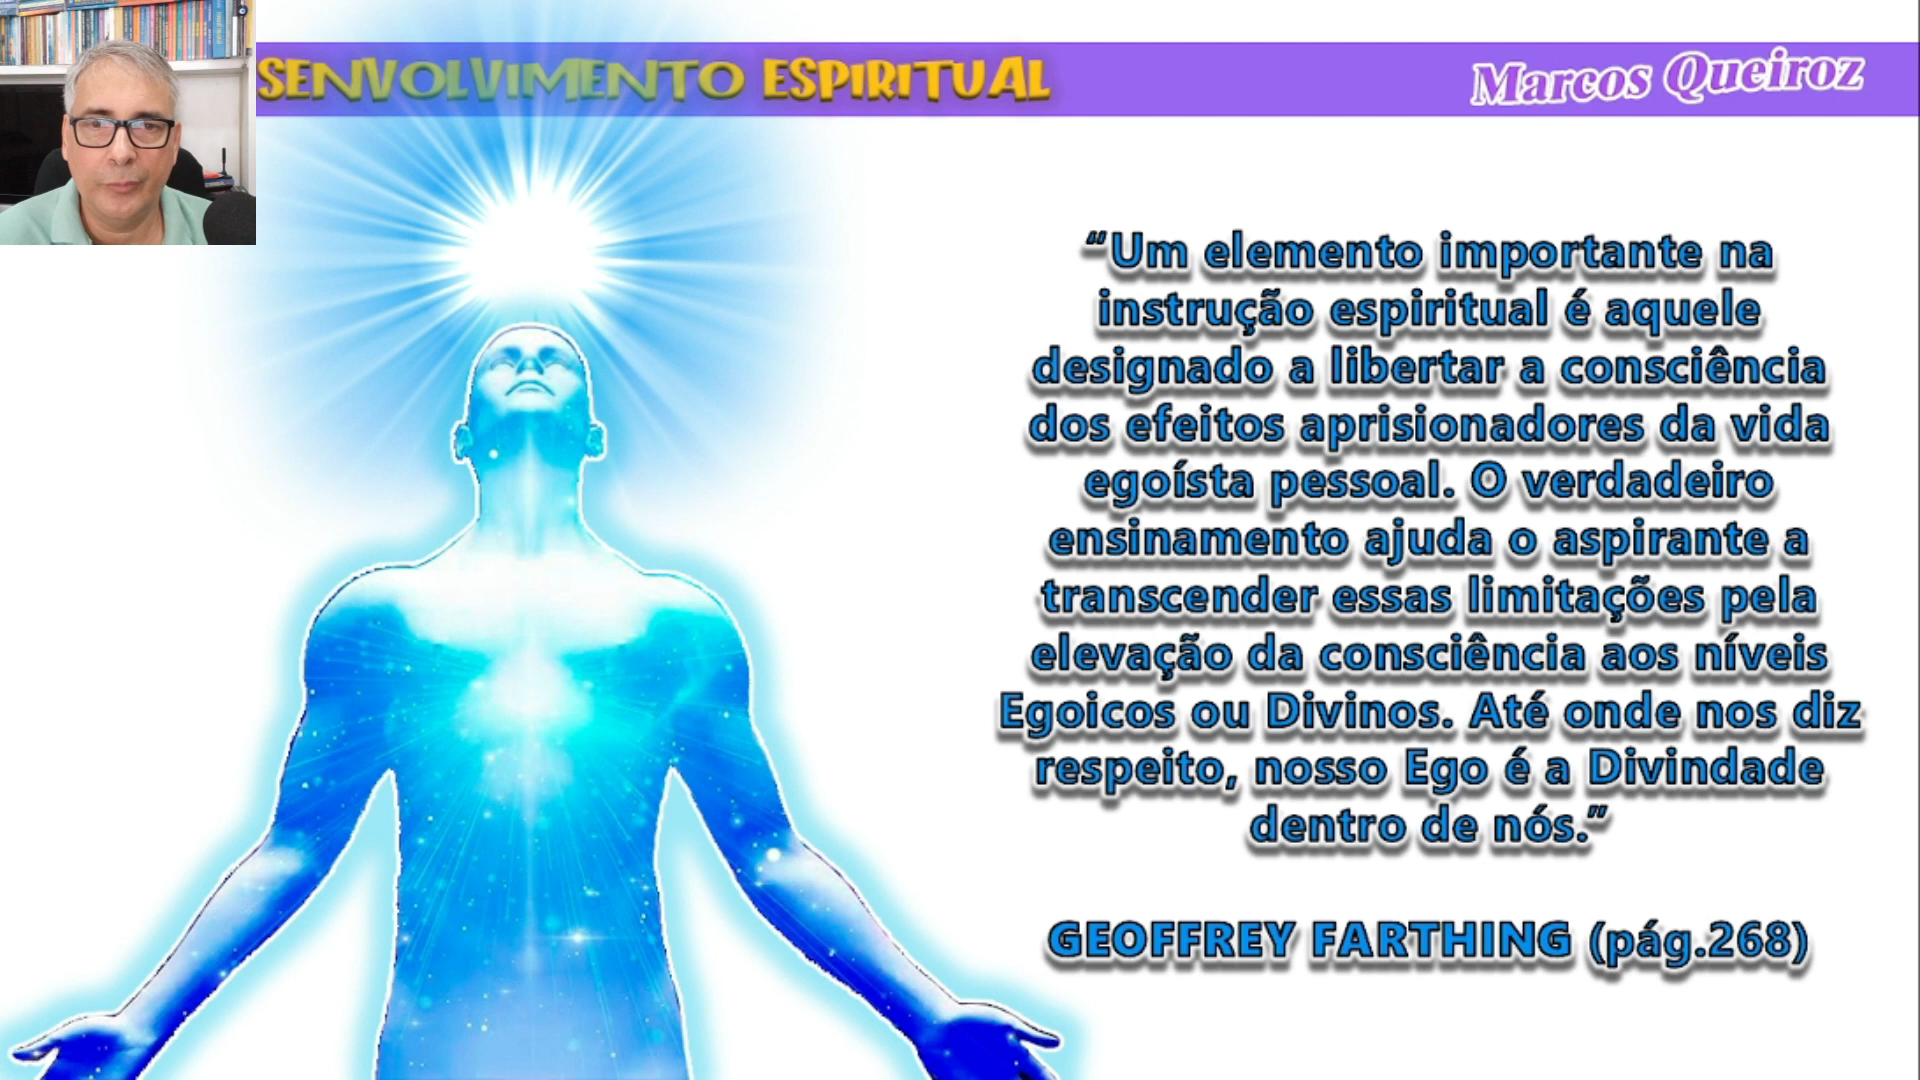 SENVOLVIMENTO ESPIRITUAL
Marcos Queiroz
“Um elemento importante na
instrução espiritual é aquele
designado a libertar a consciência
dos efeitos aprisionadores da vida
egoísta pessoal. O verdadeiro
ensinamento ajuda o aspirante a
transcender essas limitações pela
elevação da consciência aos níveis
Egoicos ou Divinos. Até onde nos diz
respeito, nosso Ego é a Divindade
dentro de nós.”
GEOFFREY FARTHING (pág.268)